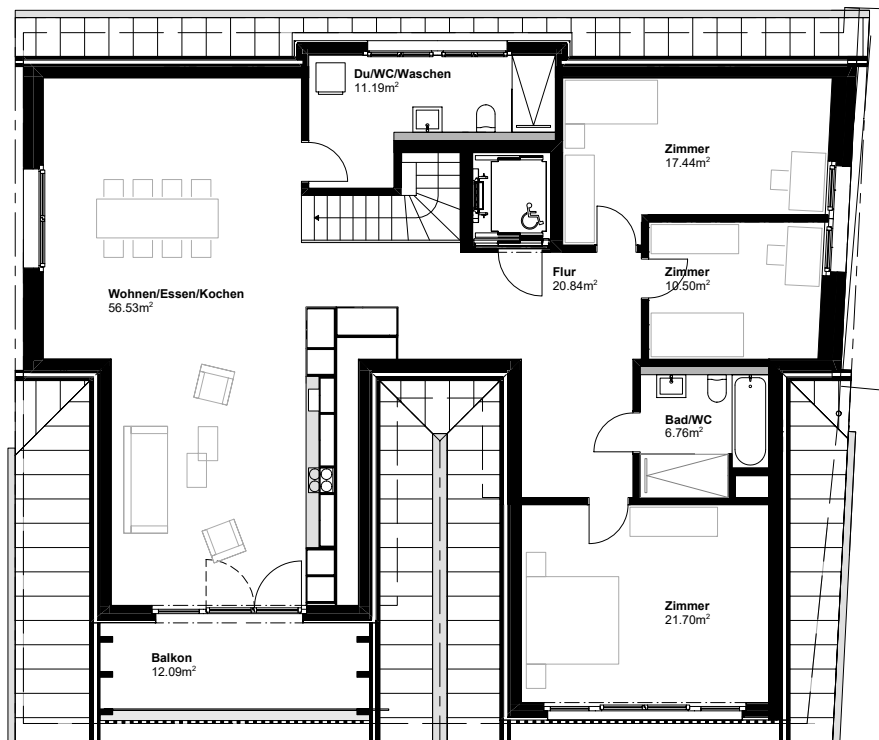 Du/WC/Waschen
11.19m²
Zimmer
17.44m²
Wohnen/Essen/Kochen
56.53m²
Flur
20.84m²
Zimmer
10.50m²
Bad/WC
6.76m²
Zimmer
21.70m²
Balkon
12.09m²